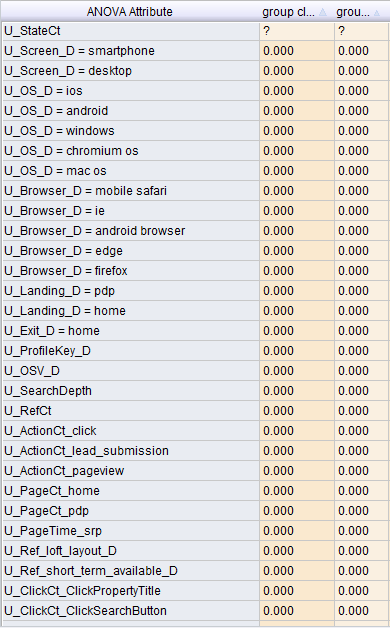 ANOVA Attribute group cl... grou...
U_StateCt ? ?
U_Screen_D = smartphone 0.000 0.000
U_Screen_D = desktop 0.000 0.000
U_OS_D = ios 0.000 0.000
U_OS_D = android 0.000 0.000
U_OS_D = windows 0.000 0.000
U_OS_D = chromium os 0.000 0.000
U_OS_D = mac os 0.000 0.000
U_Browser_D = mobile safari 0.000 0.000
U_Browser_D = ie 0.000 0.000
U_Browser_D = android browser 0.000 0.000
U_Browser_D = edge 0.000 0.000
U_Browser_D = firefox 0.000 0.000
U_Landing_D = pdp 0.000 0.000
U_Landing_D = home 0.000 0.000
U_Exit_D = home 0.000 0.000
U_ProfileKey_D 0.000 0.000
U_OSV_D 0.000 0.000
U_SearchDepth 0.000 0.000
U_RefCt 0.000 0.000
U_ActionCt_click 0.000 0.000
U_ActionCt_lead_submission 0.000 0.000
U_ActionCt_pageview 0.000 0.000
U_PageCt_home 0.000 0.000
U_PageCt_pdp 0.000 0.000
U_PageTime_srp 0.000 0.000
U_Ref_loft_layout_D 0.000 0.000
U_Ref_short_term_available_D 0.000 0.000
U_ClickCt_ClickPropertyTitle 0.000 0.000
U_ClickCt_ClickSearchButton 0.000 0.000